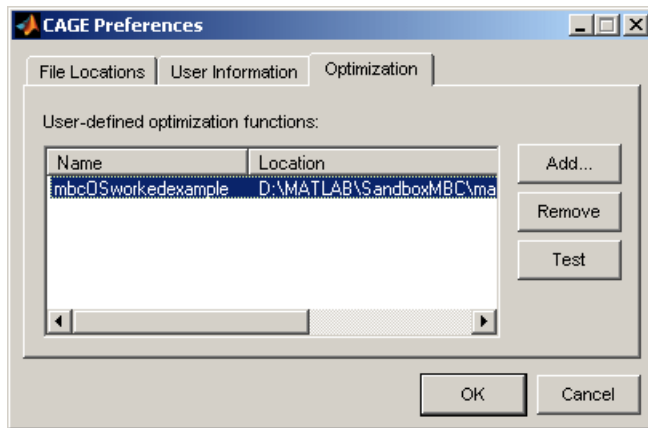 CAGE Preferences
File Locations User Information Optimization
User-defined optimization functions:
Name Location
mbcOSworkedexample D:\MATLAB\SandboxMBC\ma
Add...
Remove
Test
OK Cancel